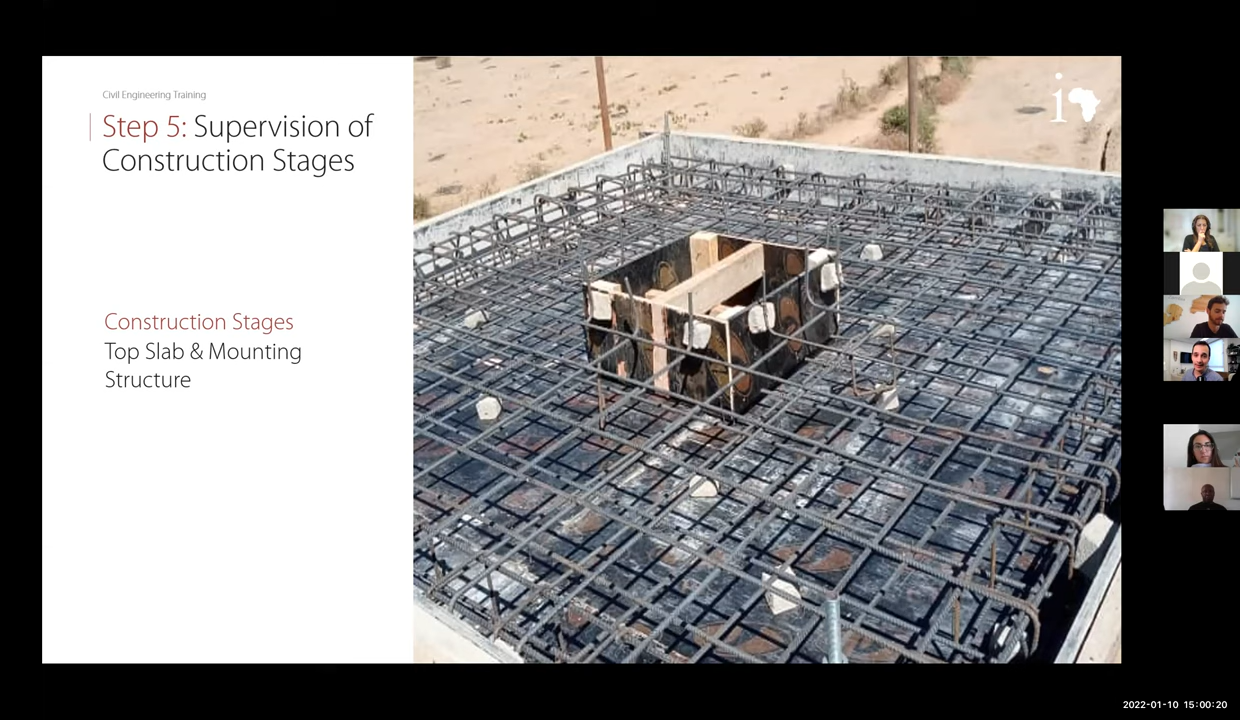 Civil Engineering Training
Step 5: Supervision of
Construction Stages
Construction Stages
Top Slab & Mounting
Structure
i
2022-01-10 15:00:20